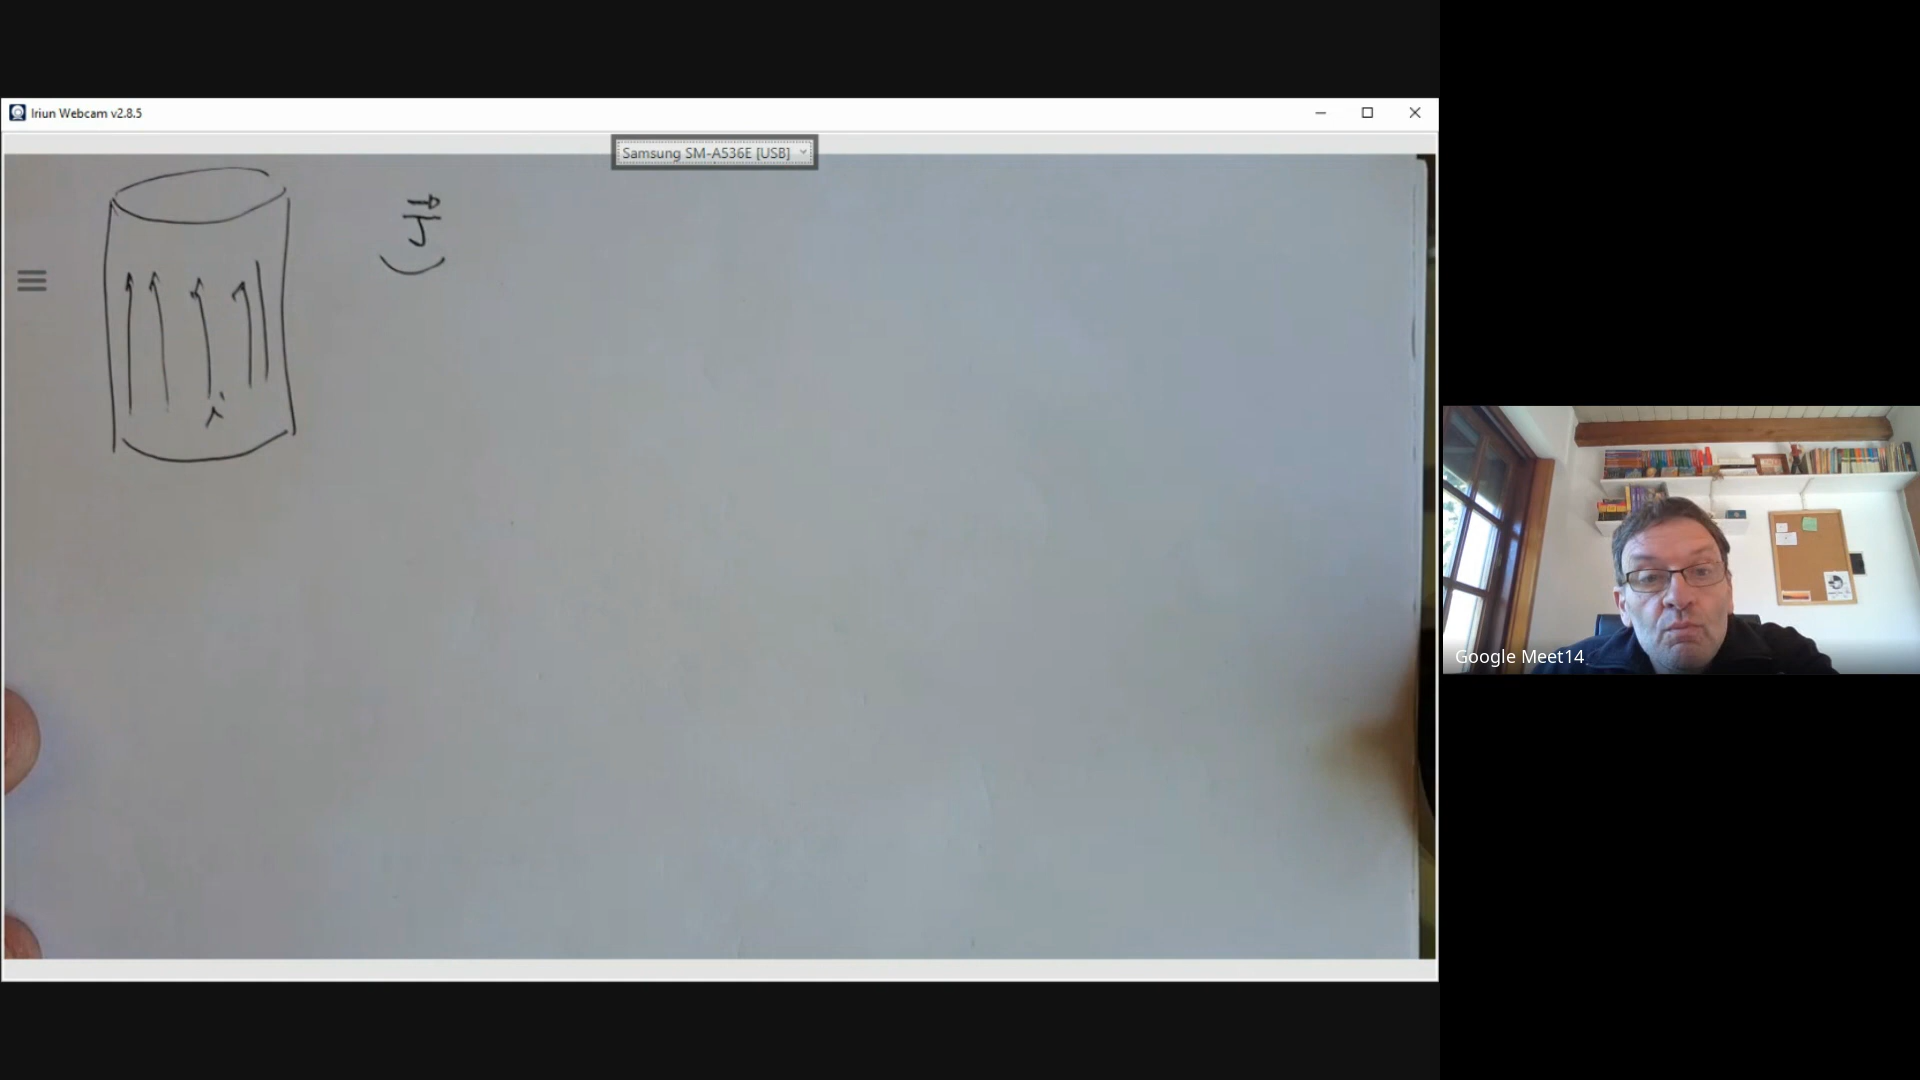 Iriun Webcam v2.8.5
Samsung SM-A536E [USB]
i
J
Google Meet14